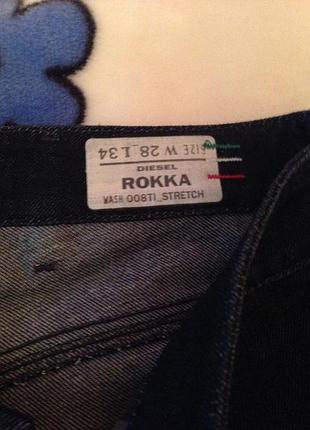 SIZE W 28 L 34
DIESEL
ROKKA
WASH 008TI_STRETCH